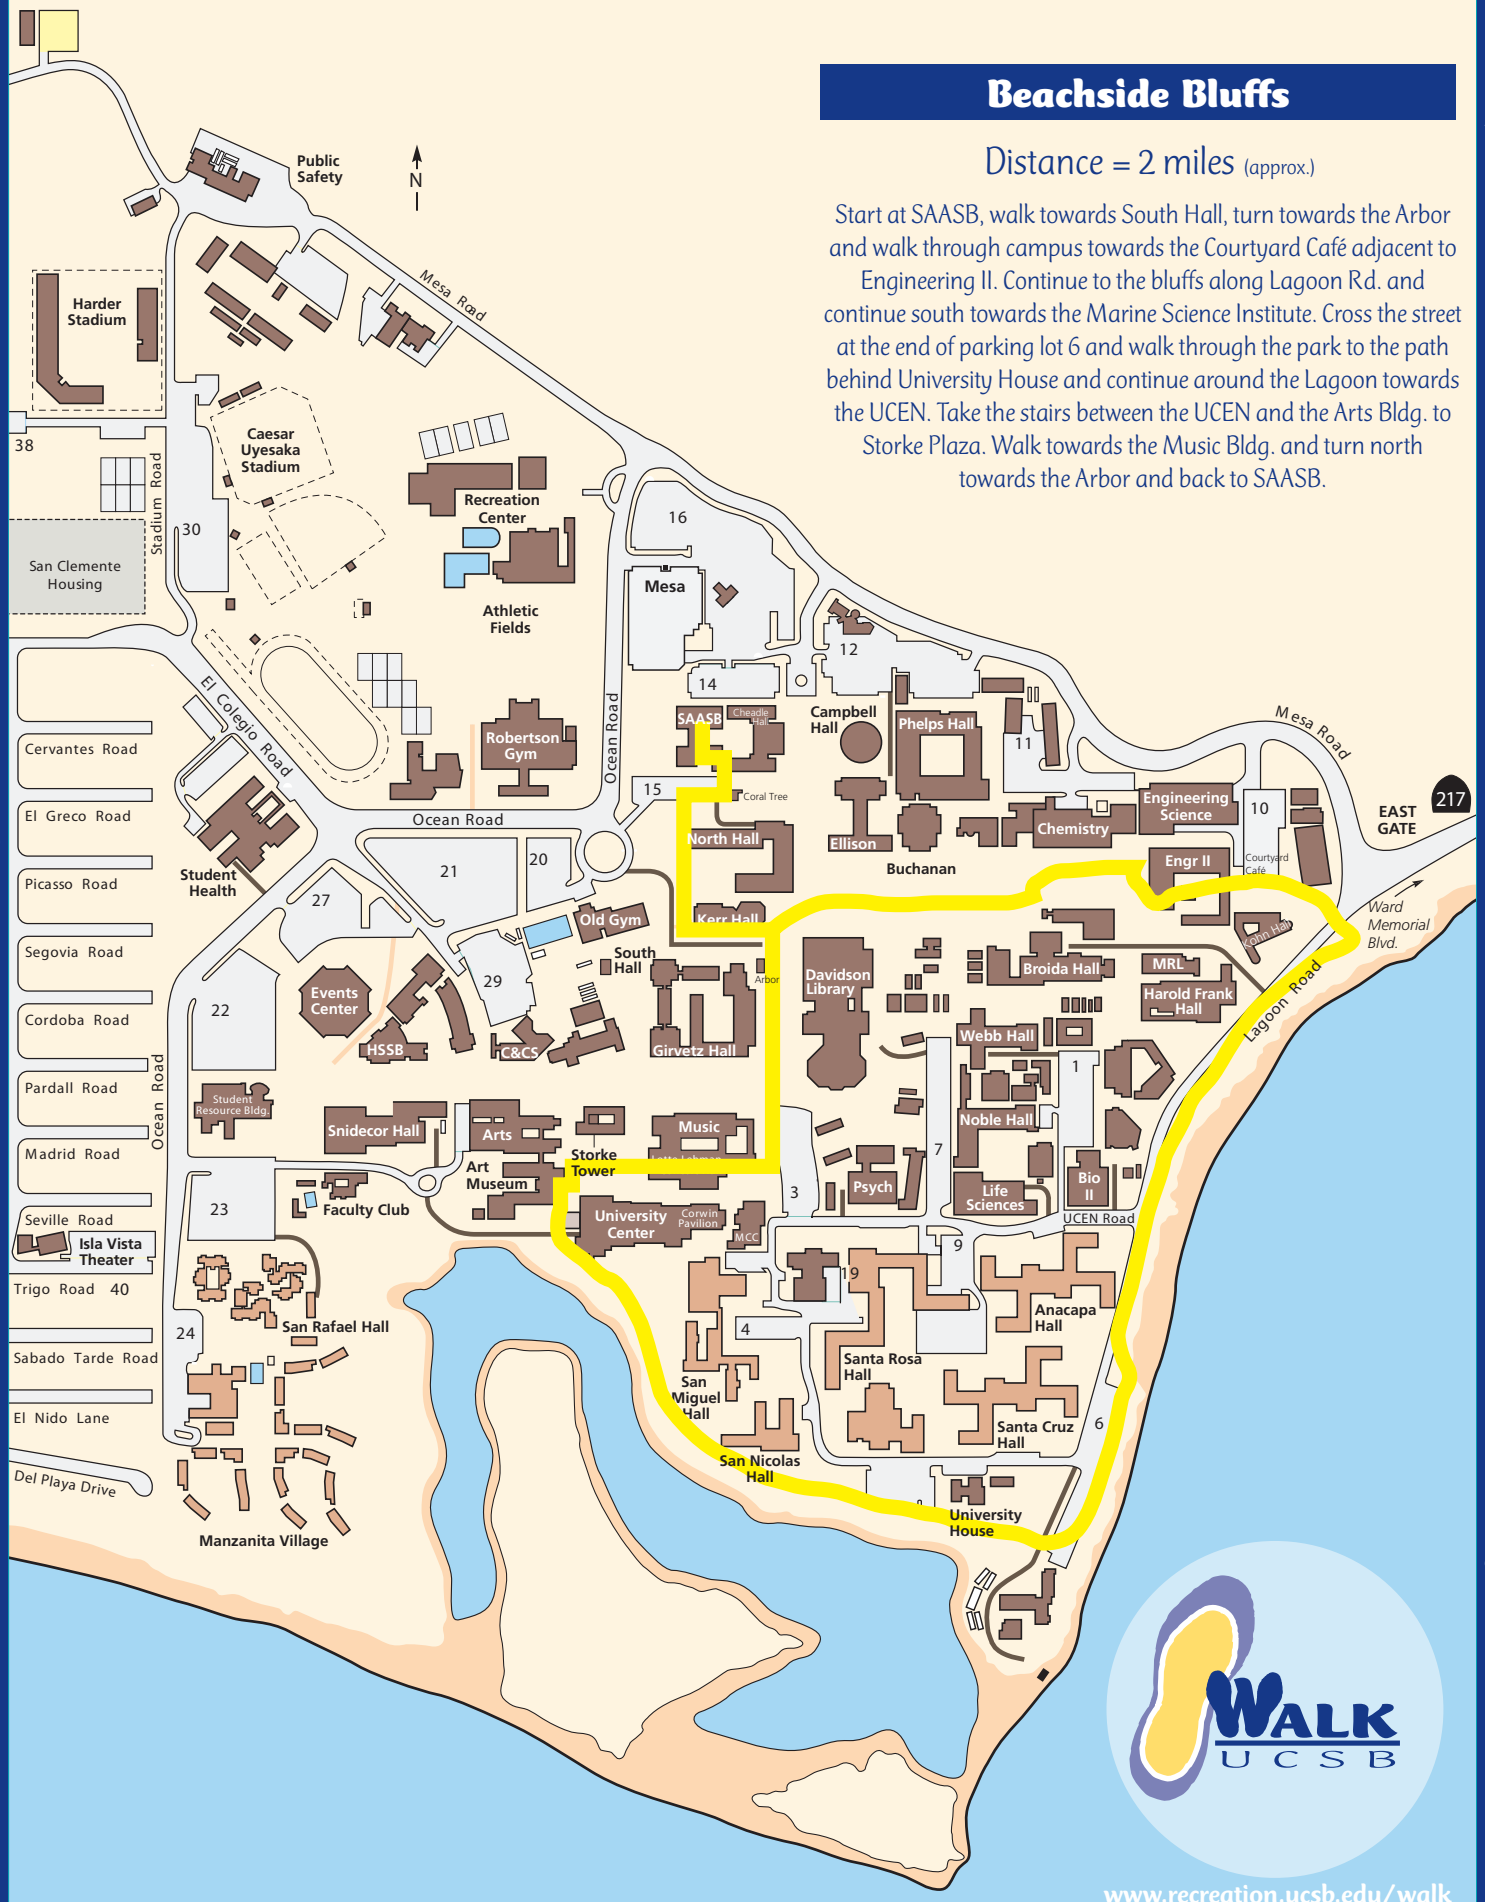 Beachside Bluffs
Distance = 2 miles (approx.)
Start at SAASB, walk towards South Hall, turn towards the Arbor
and walk through campus towards the Courtyard Café adjacent to
Engineering II. Continue to the bluffs along Lagoon Rd. and
continue south towards the Marine Science Institute. Cross the street
at the end of parking lot 6 and walk through the park to the path
behind University House and continue around the Lagoon towards
the UCEN. Take the stairs between the UCEN and the Arts Bldg. to
Storke Plaza. Walk towards the Music Bldg. and turn north
towards the Arbor and back to SAASB.
Public
Safety
N
Mesa Road
Harder
Stadium
38
Caesar
Uyesaka
Stadium
Stadium Road
30
Recreation
Center
16
San Clemente
Housing
Mesa
Athletic
Fields
12
14
El Colegio Road
SAASB
Cheadle
Hall
Campbell
Hall
Phelps Hall
Mesa Road
Cervantes Road
Robertson
Gym
Ocean Road
11
15
Coral Tree
Engineering
Science
10
217
EAST
GATE
El Greco Road
Ocean Road
North Hall
Ellison
Chemistry
Buchanan
Engr II
Courtyard
Café
Student
Health
21
20
Picasso Road
27
Old Gym
Kerr Hall
Ward
Memorial
Blvd.
Kohn Hall
Segovia Road
South
Hall
29
Arbor
Davidson
Library
Broida Hall
MRL
Harold Frank
Hall
Lagoon Road
Events
Center
22
Cordoba Road
HSSB
C&CS
Girvetz Hall
Webb Hall
1
Pardall Road
Ocean Road
Student
Resource Bldg.
Snidecor Hall
Arts
Music
Lotte Lehman
Noble Hall
7
Madrid Road
Storke
Tower
Art
Museum
Psych
3
Life
Sciences
Bio
II
23
Faculty Club
University
Center
Corwin
Pavilion
MCC
UCEN Road
Seville Road
Isla Vista
Theater
9
19
Trigo Road 40
Anacapa
Hall
San Rafael Hall
24
4
Sabado Tarde Road
Santa Rosa
Hall
San
Miguel
Hall
El Nido Lane
6
Santa Cruz
Hall
San Nicolas
Hall
Del Playa Drive
University
House
Manzanita Village
WALK
UCSB
www.recreation.ucsb.edu/walk